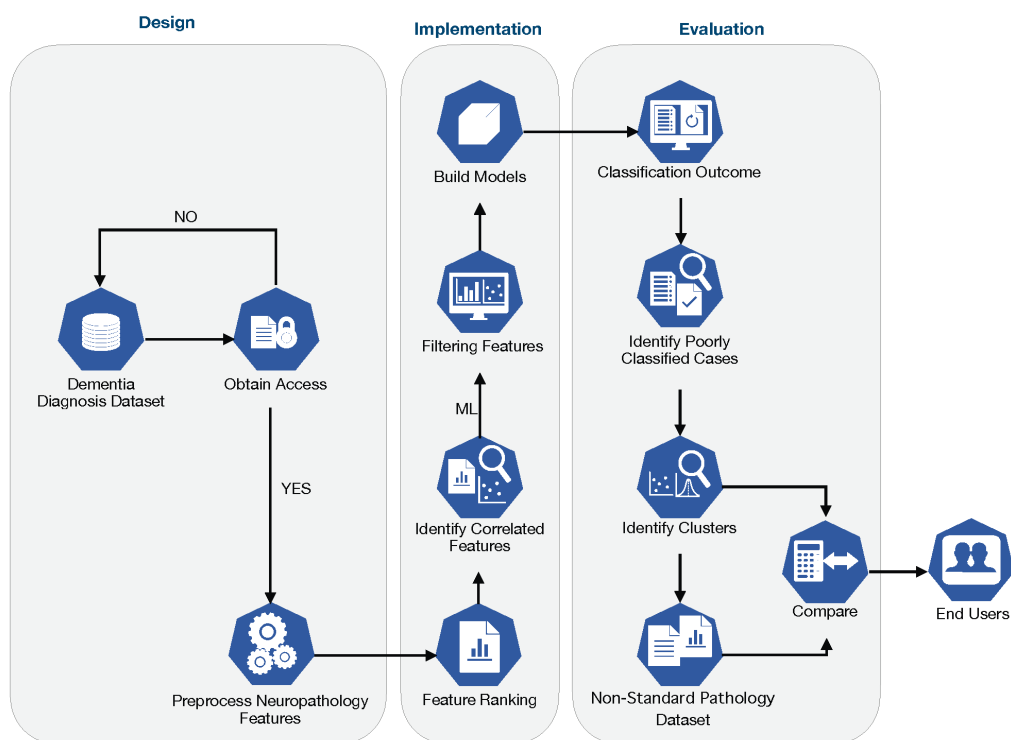 Design
Implementation
Evaluation
NO
Dementia
Diagnosis Dataset
Obtain Access
YES
Preprocess Neuropathology
Features
Build Models
Filtering Features
ML
Identify Correlated
Features
Feature Ranking
Classification Outcome
Identify Poorly
Classified Cases
Identify Clusters
Non-Standard Pathology
Dataset
Compare
End Users